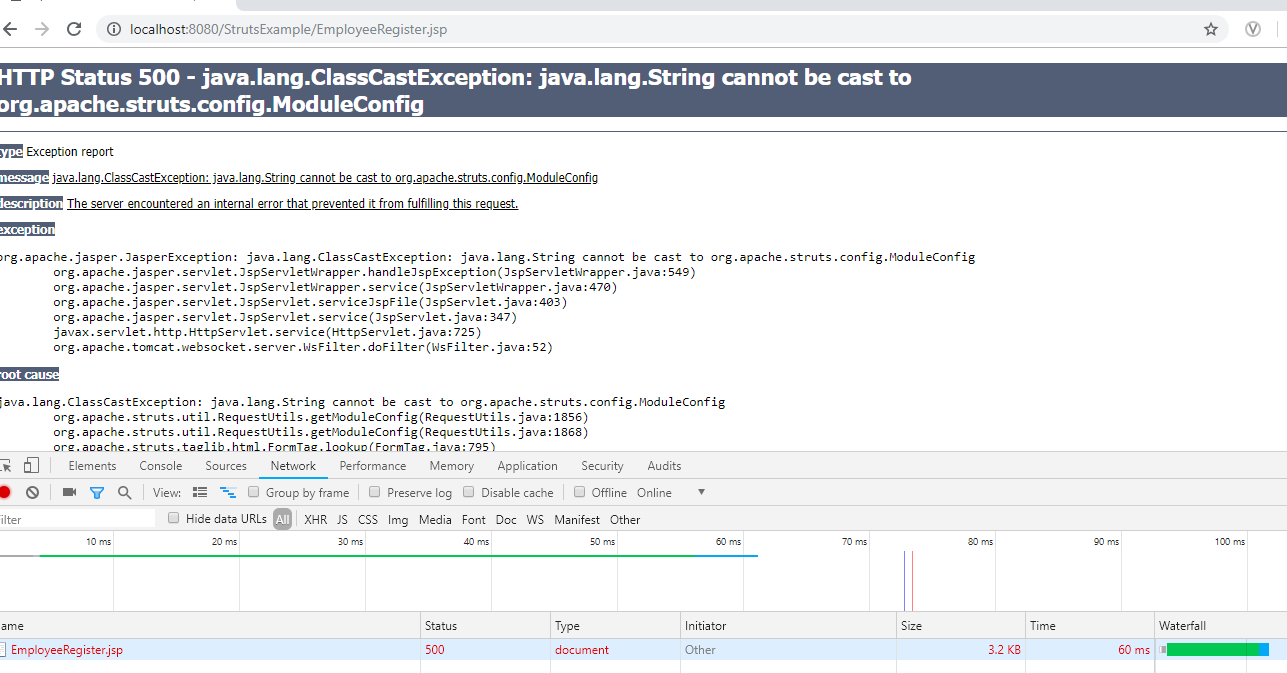 localhost:8080/StrutsExample/EmployeeRegister.jsp
HTTP Status 500 - java.lang.ClassCastException: java.lang.String cannot be cast to
org.apache.struts.config.ModuleConfig
type Exception report
message java.lang.ClassCastException: java.lang.String cannot be cast to org.apache.struts.config.ModuleConfig
description The server encountered an internal error that prevented it from fulfilling this request.
exception
org.apache.jasper.JasperException: java.lang.ClassCastException: java.lang.String cannot be cast to org.apache.struts.config.ModuleConfig
org.apache.jasper.servlet.JspServletWrapper.handleJspException(JspServletWrapper.java:549)
org.apache.jasper.servlet.JspServletWrapper.service(JspServletWrapper.java:470)
org.apache.jasper.servlet.JspServlet.serviceJspFile(JspServlet.java:403)
org.apache.jasper.servlet.JspServlet.service(JspServlet.java:347)
javax.servlet.http.HttpServlet.service(HttpServlet.java:725)
org.apache.tomcat.websocket.server.WsFilter.doFilter(WsFilter.java:52)
root cause
java.lang.ClassCastException: java.lang.String cannot be cast to org.apache.struts.config.ModuleConfig
org.apache.struts.util.RequestUtils.getModuleConfig(RequestUtils.java:1856)
org.apache.struts.util.RequestUtils.getModuleConfig(RequestUtils.java:1868)
org.apache.struts.taglib.html.FormTag.lookup(FormTag.java:795)
Elements Console Sources Network Performance Memory Application Security Audits
View: Group by frame Preserve log Disable cache Offline Online
ilter Hide data URLs All XHR JS CSS Img Media Font Doc WS Manifest Other
10 ms 20 ms 30 ms 40 ms 50 ms 60 ms 70 ms 80 ms 90 ms 100 ms
ame Status Type Initiator Size Time Waterfall
EmployeeRegister.jsp 500 document Other 3.2 KB 60 ms